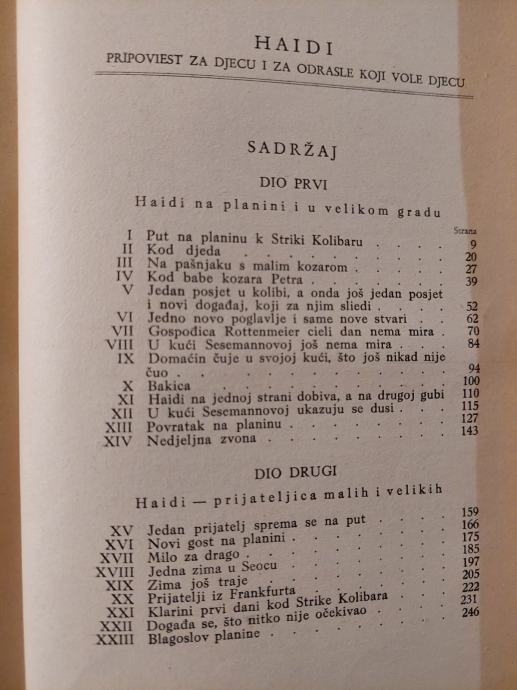 HAIDI
PRIPOVIEST ZA DJECU I ZA ODRASLE KOJI VOLE DJECU
SADRŽAJ
DIO PRVI
Haidi na planini i u velikom gradu
Strana
I Put na planinu k Striki Kolibaru . . . . 9
II Kod djeda . . . . . . . . 20
III Na pašnjaku s malim kozarom . . . . 27
IV Kod babe kozara Petra . . . . . 39
V Jedan posjet u kolibi, a onda još jedan posjet
i novi događaj, koji za njim sliedi . . . 52
VI Jedno novo poglavlje i same nove stvari . . 62
VII Gospođica Rottenmeier cieli dan nema mira . 70
VIII U kući Sesemannovoj još nema mira . . . 84
IX Domaćin čuje u svojoj kući, što još nikad nije
čuo . . . . . . . . . 94
X Bakica . . . . . . . . 100
XI Haidi na jednoj strani dobiva, a na drugoj gubi 110
XII U kući Sesemannovoj ukazuju se dusi . . . 115
XIII Povratak na planinu . . . . . . 127
XIV Nedjeljna zvona . . . . . . . 143
DIO DRUGI
Haidi — prijateljica malih i velikih
XV Jedan prijatelj sprema se na put . . . . 159
XVI Novi gost na planini . . . . . . 166
XVII Milo za drago . . . . . . . 175
XVIII Jedna zima u Seocu . . . . . . 185
XIX Zima još traje . . . . . . . 197
XX Prijatelji iz Frankfurta . . . . . 205
XXI Klarini prvi dani kod Strike Kolibara . . . 222
XXII Događa se, što nitko nije očekivao . . . 231
XXIII Blagoslov planine . . . . . . 246